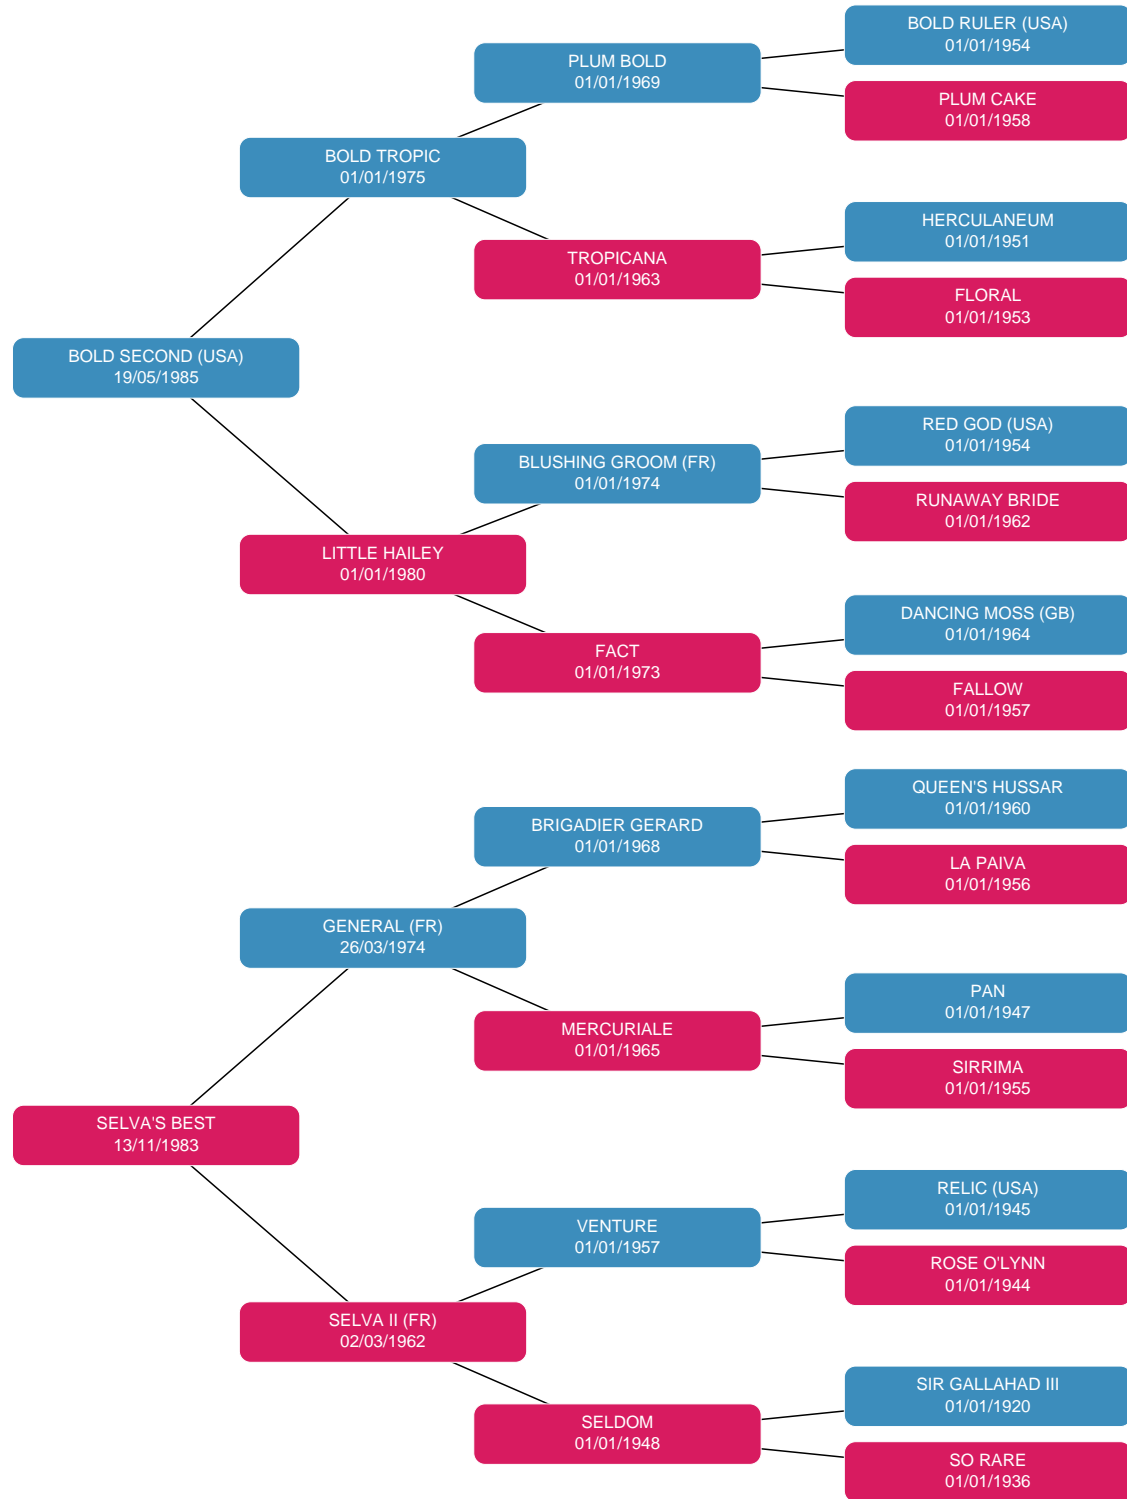 BOLD RULER (USA)
01/01/1954
PLUM BOLD
01/01/1969
PLUM CAKE
01/01/1958
BOLD TROPIC
01/01/1975
HERCULANEUM
01/01/1951
TROPICANA
01/01/1963
FLORAL
01/01/1953
BOLD SECOND (USA)
19/05/1985
RED GOD (USA)
01/01/1954
BLUSHING GROOM (FR)
01/01/1974
RUNAWAY BRIDE
01/01/1962
LITTLE HAILEY
01/01/1980
DANCING MOSS (GB)
01/01/1964
FACT
01/01/1973
FALLOW
01/01/1957
QUEEN'S HUSSAR
01/01/1960
BRIGADIER GERARD
01/01/1968
LA PAIVA
01/01/1956
GENERAL (FR)
26/03/1974
PAN
01/01/1947
MERCURIALE
01/01/1965
SIRRIMA
01/01/1955
SELVA'S BEST
13/11/1983
RELIC (USA)
01/01/1945
VENTURE
01/01/1957
ROSE O'LYNN
01/01/1944
SELVA II (FR)
02/03/1962
SIR GALLAHAD III
01/01/1920
SELDOM
01/01/1948
SO RARE
01/01/1936